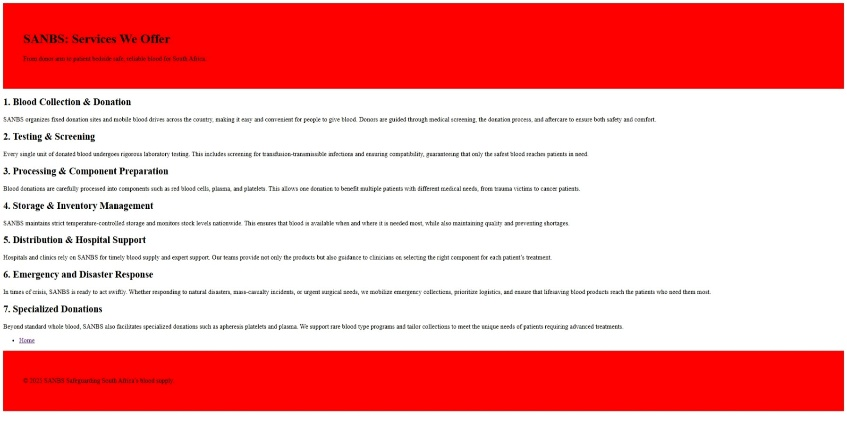 SANBS: Services We Offer
From donor arm to patient bedside safe, reliable blood for South Africa.
1. Blood Collection & Donation
SANBS organizes fixed donation sites and mobile blood drives across the country, making it easy and convenient for people to give blood. Donors are guided through medical screening, the donation process, and aftercare to ensure both safety and comfort.
2. Testing & Screening
Every single unit of donated blood undergoes rigorous laboratory testing. This includes screening for transfusion-transmissible infections and ensuring compatibility, guaranteeing that only the safest blood reaches patients in need.
3. Processing & Component Preparation
Blood donations are carefully processed into components such as red blood cells, plasma, and platelets. This allows one donation to benefit multiple patients with different medical needs, from trauma victims to cancer patients.
4. Storage & Inventory Management
SANBS maintains strict temperature-controlled storage and monitors stock levels nationwide. This ensures that blood is available when and where it is needed most, while also maintaining quality and preventing shortages.
5. Distribution & Hospital Support
Hospitals and clinics rely on SANBS for timely blood supply and expert support. Our teams provide not only the products but also guidance to clinicians on selecting the right component for each patient's treatment.
6. Emergency and Disaster Response
In times of crisis, SANBS is ready to act swiftly. Whether responding to natural disasters, mass-casualty incidents, or urgent surgical needs, we mobilize emergency collections, prioritize logistics, and ensure that lifesaving blood products reach the patients who need them most.
7. Specialized Donations
Beyond standard whole blood, SANBS also facilitates specialized donations such as apheresis platelets and plasma. We support rare blood type programs and tailor collections to meet the unique needs of patients requiring advanced treatments.
• Home
© SANBS Safeguarding South Africa's blood supply